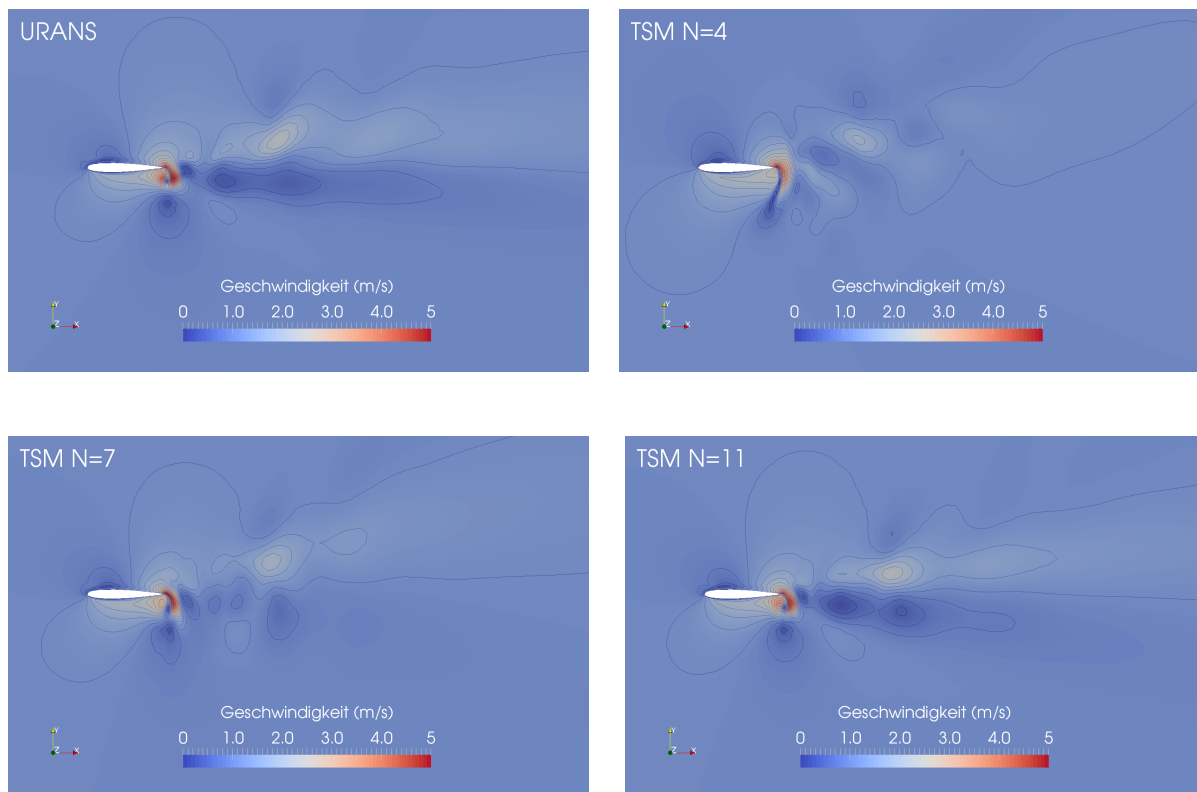 URANS
Geschwindigkeit (m/s)
0 1.0 2.0 3.0 4.0 5
Y
Z X
TSM N=4
Geschwindigkeit (m/s)
0 1.0 2.0 3.0 4.0 5
Y
Z X
TSM N=7
Geschwindigkeit (m/s)
0 1.0 2.0 3.0 4.0 5
Y
Z X
TSM N=11
Geschwindigkeit (m/s)
0 1.0 2.0 3.0 4.0 5
Y
Z X